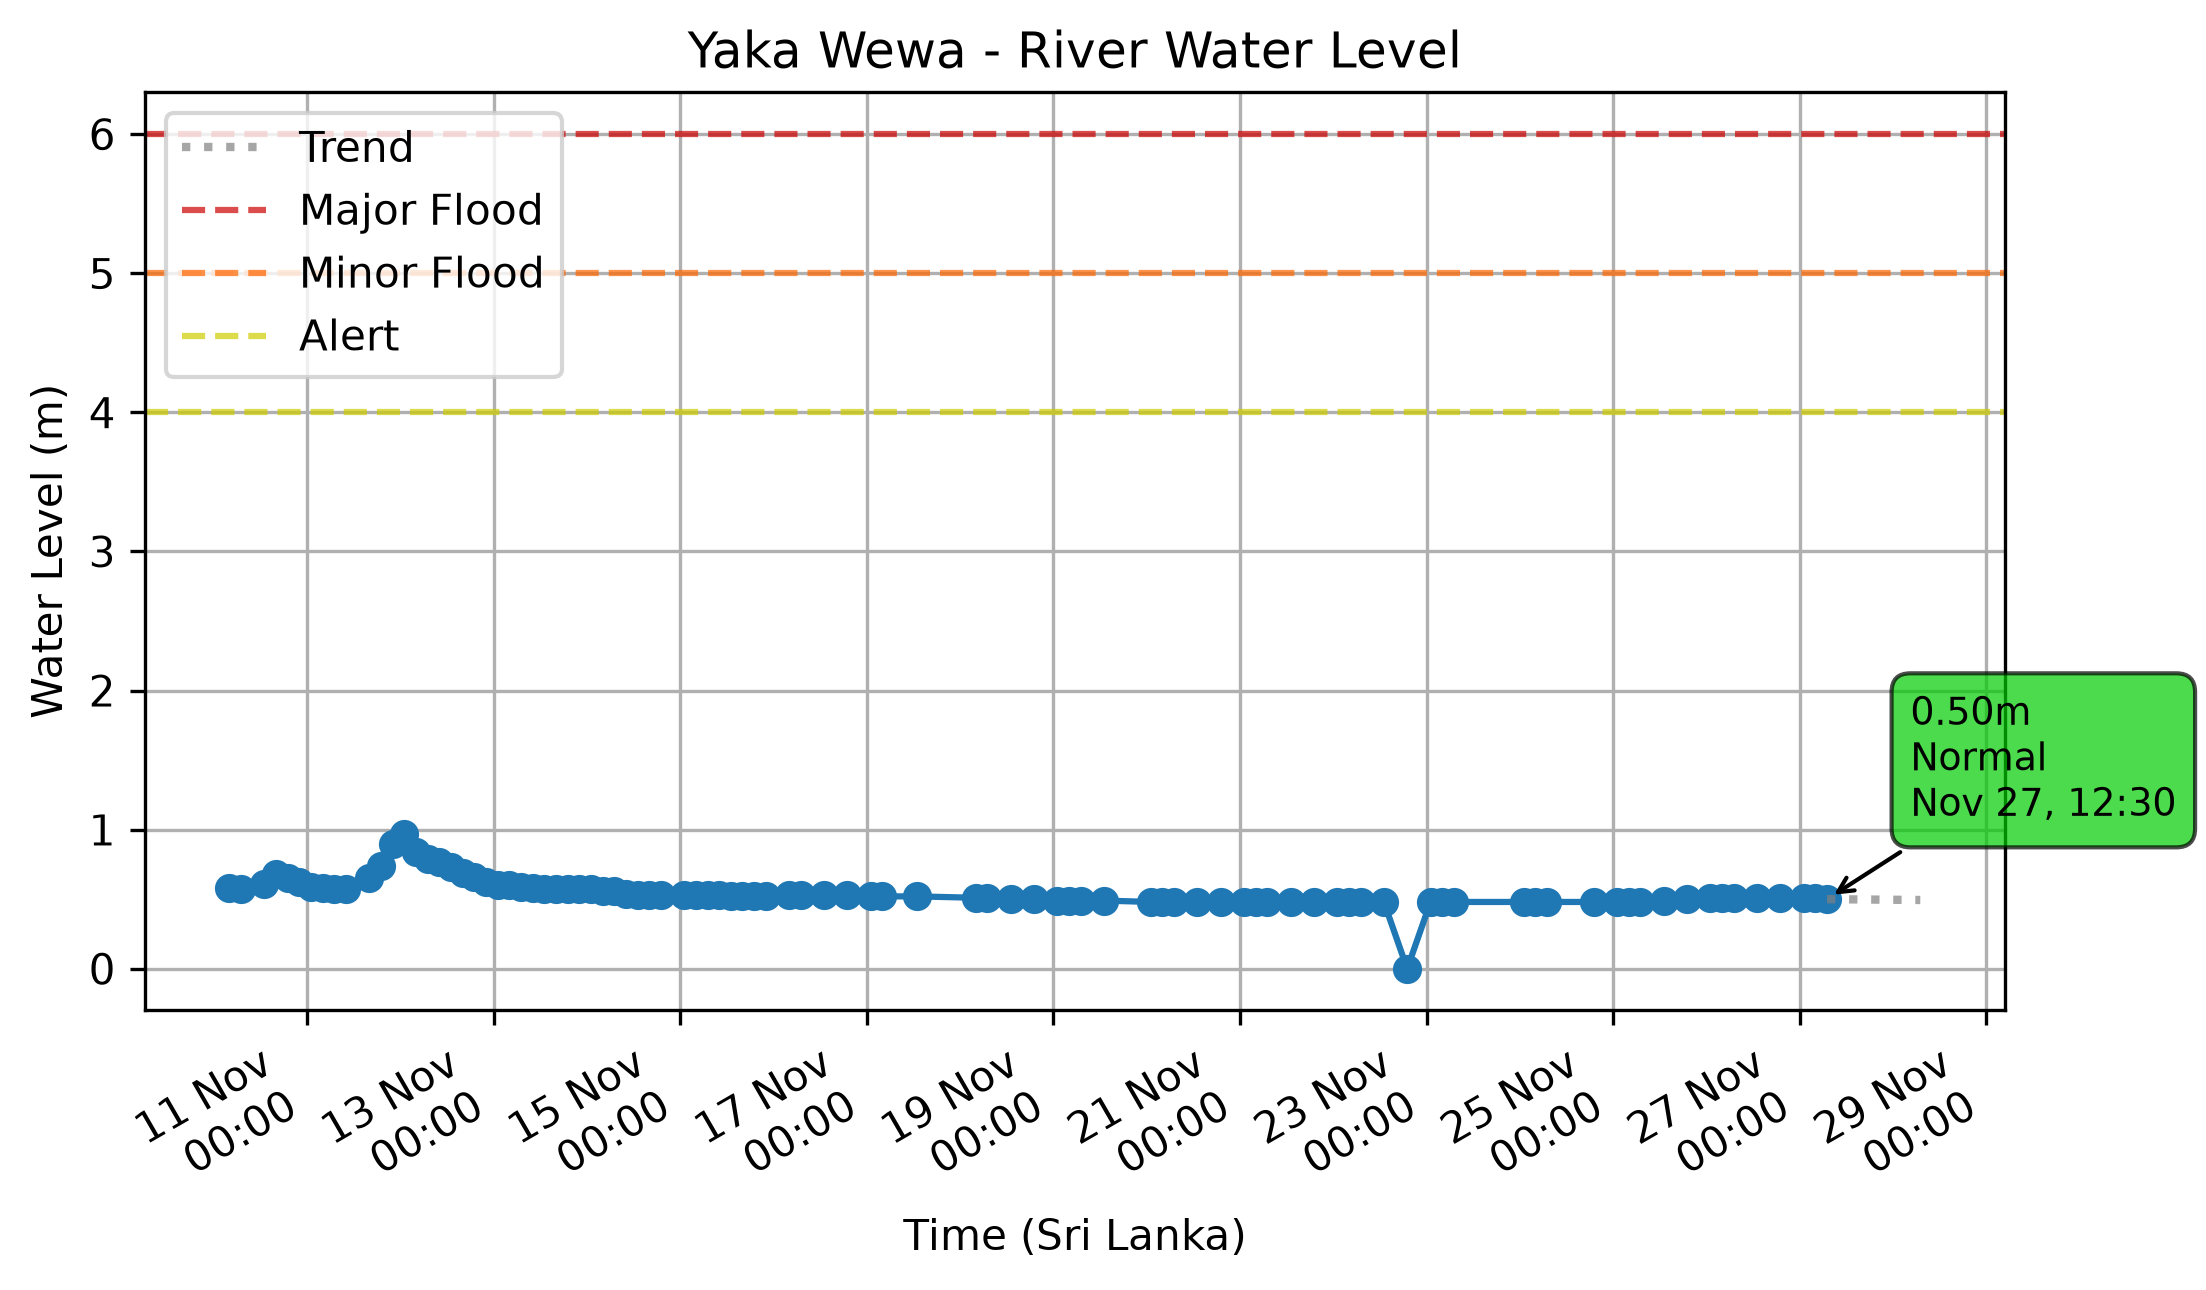 Yaka Wewa - River Water Level
Trend
Major Flood
Minor Flood
Alert
6
5
4
3
2
1
0
Water Level (m)
0.50m
Normal
Nov 27, 12:30
11 Nov
00:00
13 Nov
00:00
15 Nov
00:00
17 Nov
00:00
19 Nov
00:00
21 Nov
00:00
23 Nov
00:00
25 Nov
00:00
27 Nov
00:00
29 Nov
00:00
Time (Sri Lanka)